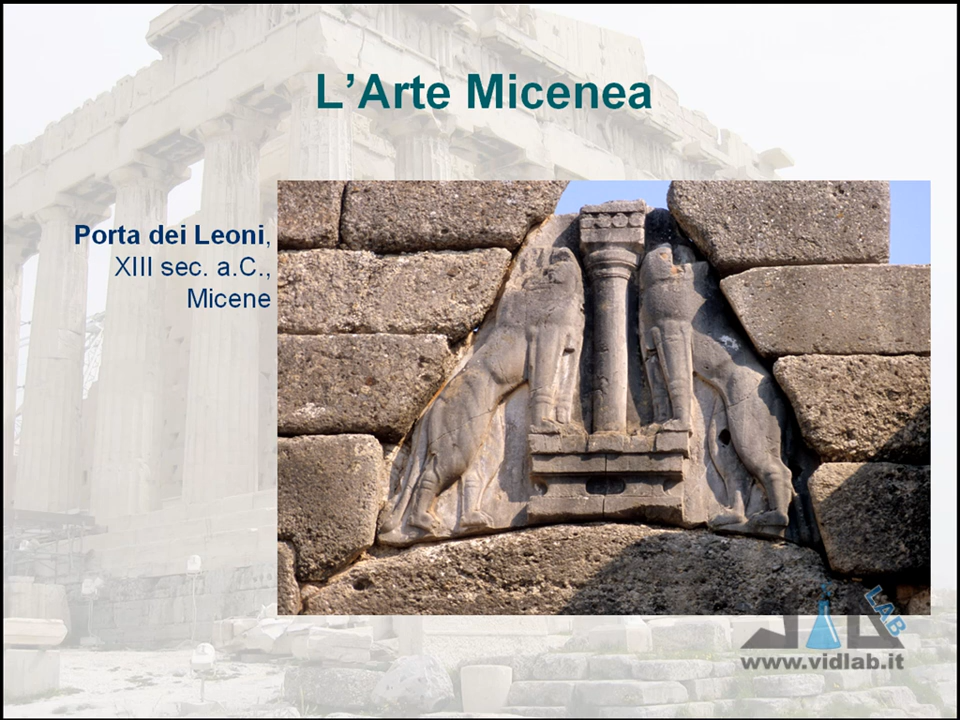 L’Arte Micenea
Porta dei Leoni,
XIII sec. a.C.,
Micene
LAB
www.vidlab.it